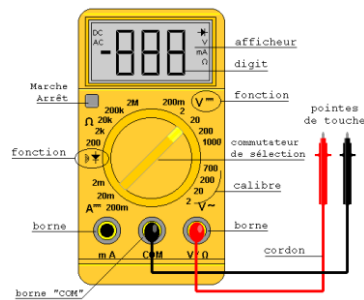 DC
AC
-888
V
mA
Ω
afficheur
digit
Marche
Arrêt
fonction
pointes
de touche
2M
200m
V
200k
2
20k
20
2k
200
200
1000
Ω
fonction
commutateur
de sélection
700
200
20
2
V~
calibre
2m
20m
200m
A
borne
borne
mA
COM
V/Ω
cordon
borne "COM"